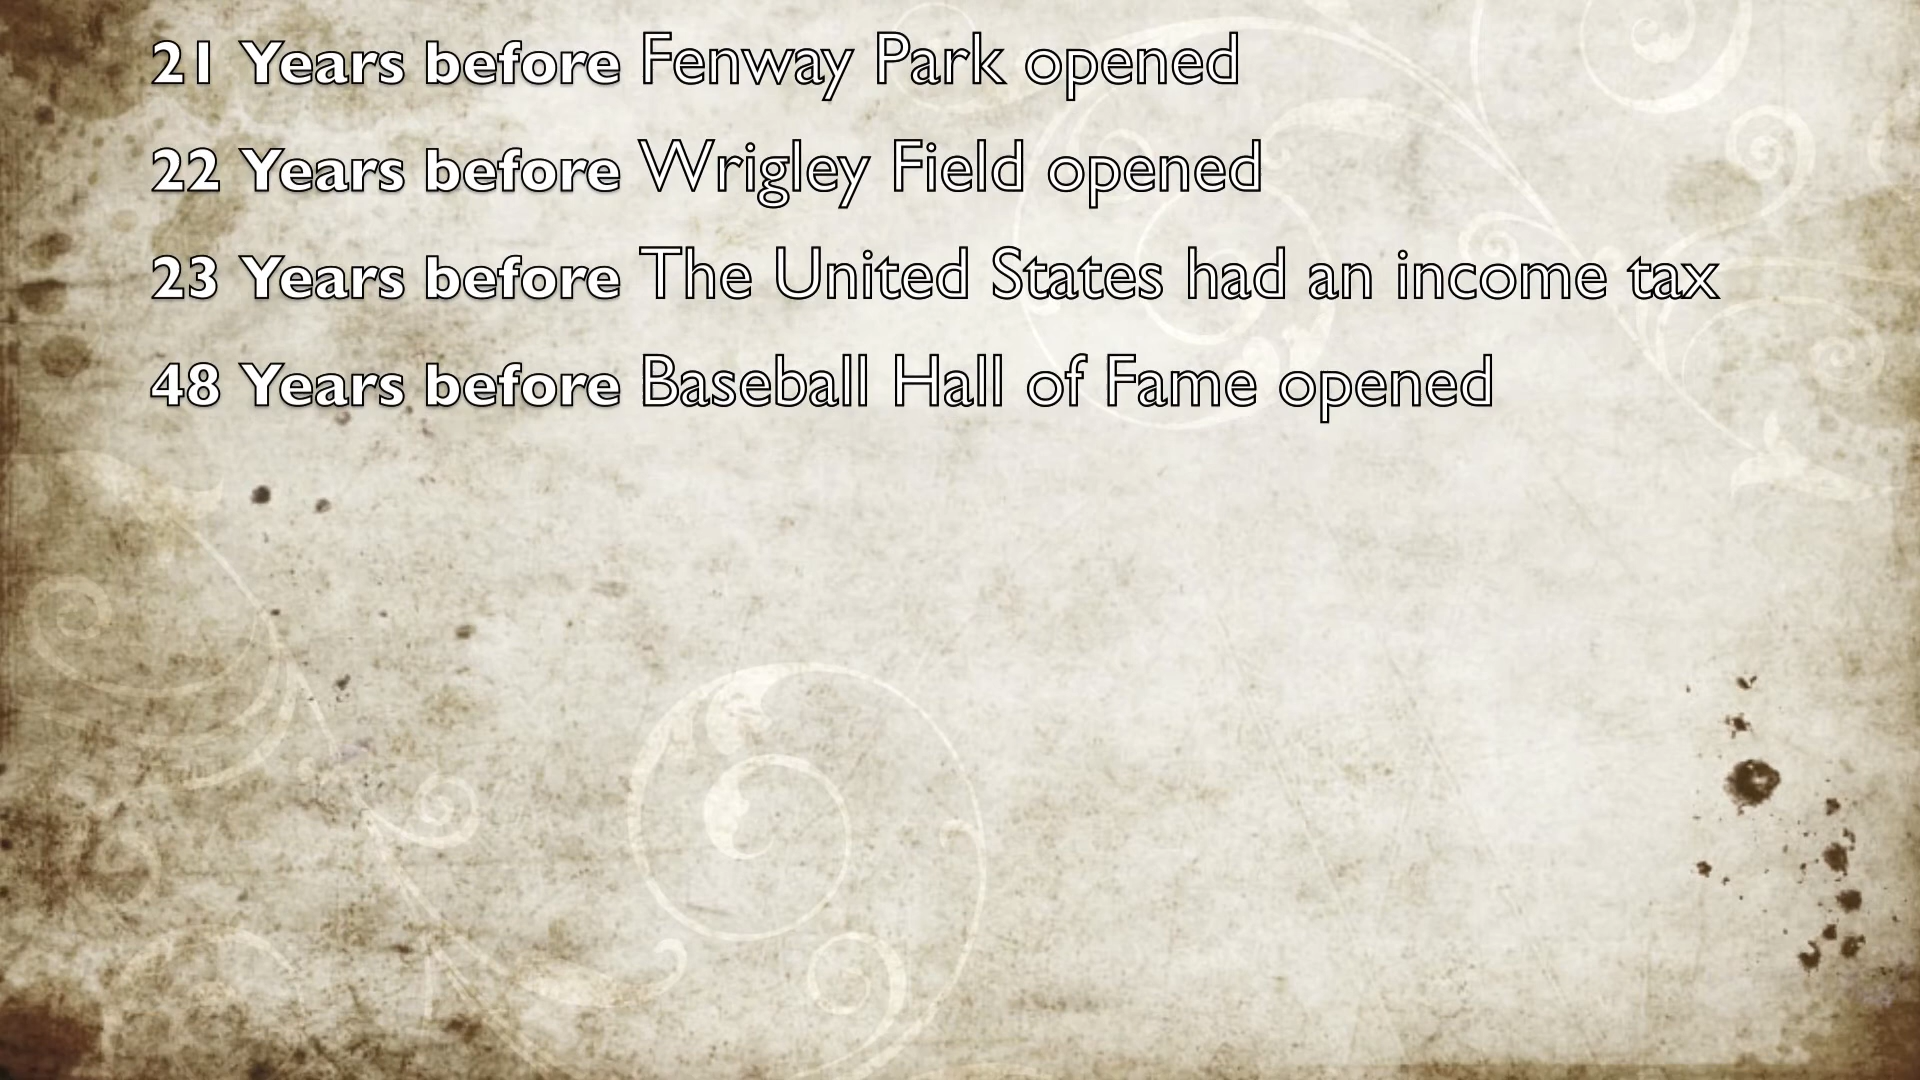 21 Years before Fenway Park opened
22 Years before Wrigley Field opened
23 Years before The United States had an income tax
48 Years before Baseball Hall of Fame opened